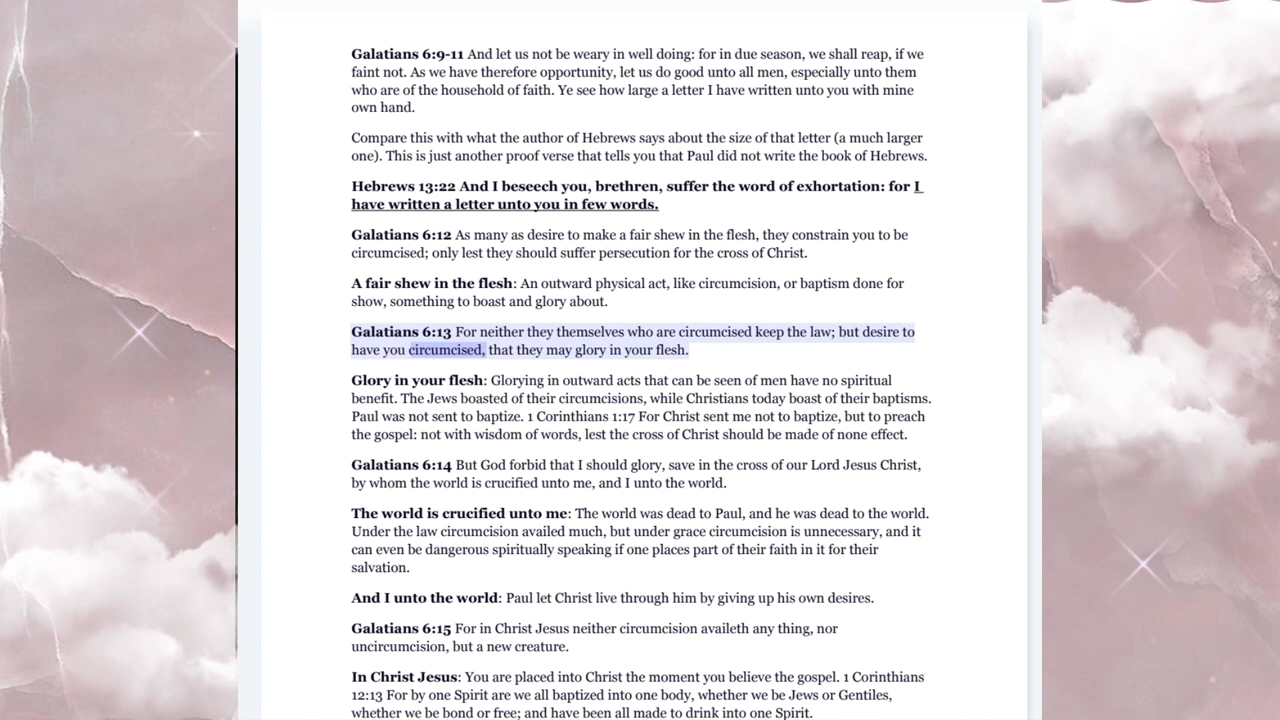 Galatians 6:9-11 And let us not be weary in well doing: for in due season, we shall reap, if we
faint not. As we have therefore opportunity, let us do good unto all men, especially unto them
who are of the household of faith. Ye see how large a letter I have written unto you with mine
own hand.
Compare this with what the author of Hebrews says about the size of that letter (a much larger
one). This is just another proof verse that tells you that Paul did not write the book of Hebrews.
Hebrews 13:22 And I beseech you, brethren, suffer the word of exhortation: for I
have written a letter unto you in few words.
Galatians 6:12 As many as desire to make a fair shew in the flesh, they constrain you to be
circumcised; only lest they should suffer persecution for the cross of Christ.
A fair shew in the flesh: An outward physical act, like circumcision, or baptism done for
show, something to boast and glory about.
Galatians 6:13 For neither they themselves who are circumcised keep the law; but desire to
have you circumcised, that they may glory in your flesh.
Glory in your flesh: Glorying in outward acts that can be seen of men have no spiritual
benefit. The Jews boasted of their circumcisions, while Christians today boast of their baptisms.
Paul was not sent to baptize. 1 Corinthians 1:17 For Christ sent me not to baptize, but to preach
the gospel: not with wisdom of words, lest the cross of Christ should be made of none effect.
Galatians 6:14 But God forbid that I should glory, save in the cross of our Lord Jesus Christ,
by whom the world is crucified unto me, and I unto the world.
The world is crucified unto me: The world was dead to Paul, and he was dead to the world.
Under the law circumcision availed much, but under grace circumcision is unnecessary, and it
can even be dangerous spiritually speaking if one places part of their faith in it for their
salvation.
And I unto the world: Paul let Christ live through him by giving up his own desires.
Galatians 6:15 For in Christ Jesus neither circumcision availeth any thing, nor
uncircumcision, but a new creature.
In Christ Jesus: You are placed into Christ the moment you believe the gospel. 1 Corinthians
12:13 For by one Spirit are we all baptized into one body, whether we be Jews or Gentiles,
whether we be bond or free; and have been all made to drink into one Spirit.